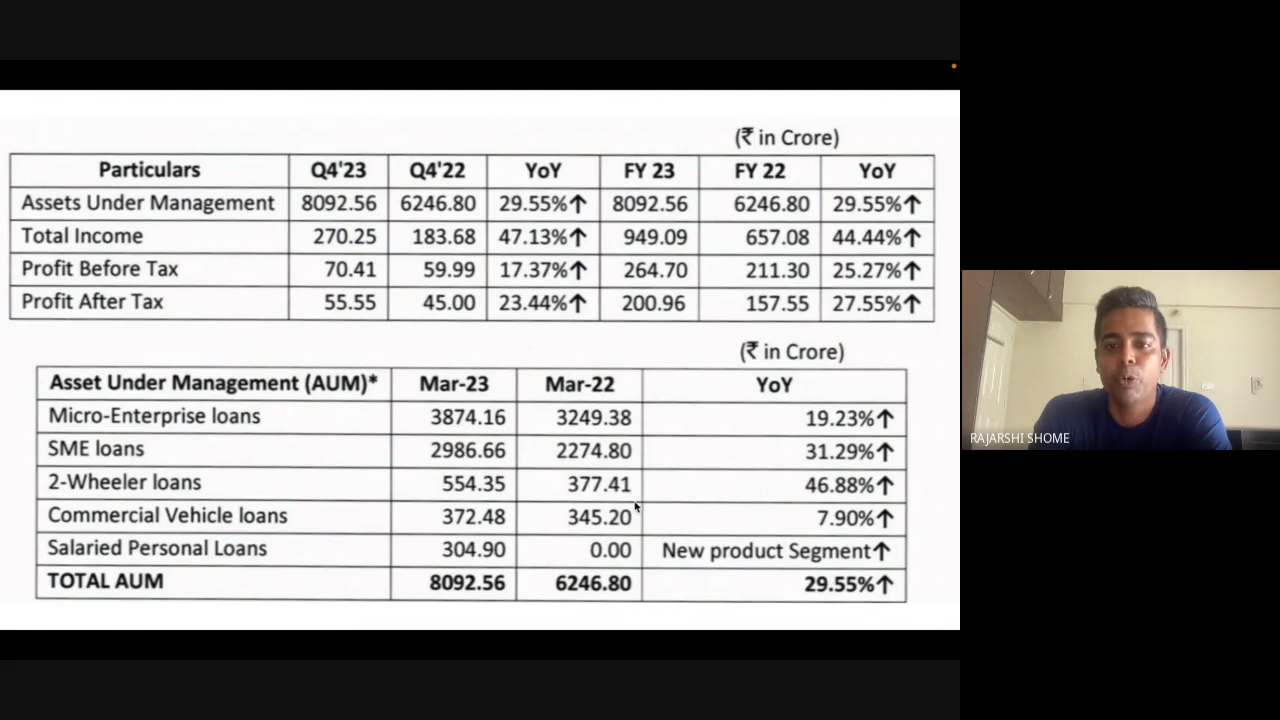 (₹ in Crore)
Particulars Q4'23 Q4'22 YoY FY 23 FY 22 YoY
Assets Under Management 8092.56 6246.80 29.55%↑ 8092.56 6246.80 29.55%↑
Total Income 270.25 183.68 47.13%↑ 949.09 657.08 44.44%↑
Profit Before Tax 70.41 59.99 17.37%↑ 264.70 211.30 25.27%↑
Profit After Tax 55.55 45.00 23.44%↑ 200.96 157.55 27.55%↑
(₹ in Crore)
Asset Under Management (AUM)* Mar-23 Mar-22 YoY
Micro-Enterprise loans 3874.16 3249.38 19.23%↑
SME loans 2986.66 2274.80 31.29%↑
2-Wheeler loans 554.35 377.41 46.88%↑
Commercial Vehicle loans 372.48 345.20 7.90%↑
Salaried Personal Loans 304.90 0.00 New product Segment↑
TOTAL AUM 8092.56 6246.80 29.55%↑
RAJARSHI SHOME